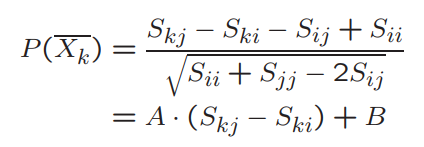 P(\overline{X_k}) = \frac{S_{kj} - S_{ki} - S_{ij} + S_{ii}}{\sqrt{S_{ii} + S_{jj} - 2S_{ij}}}
= A \cdot (S_{kj} - S_{ki}) + B